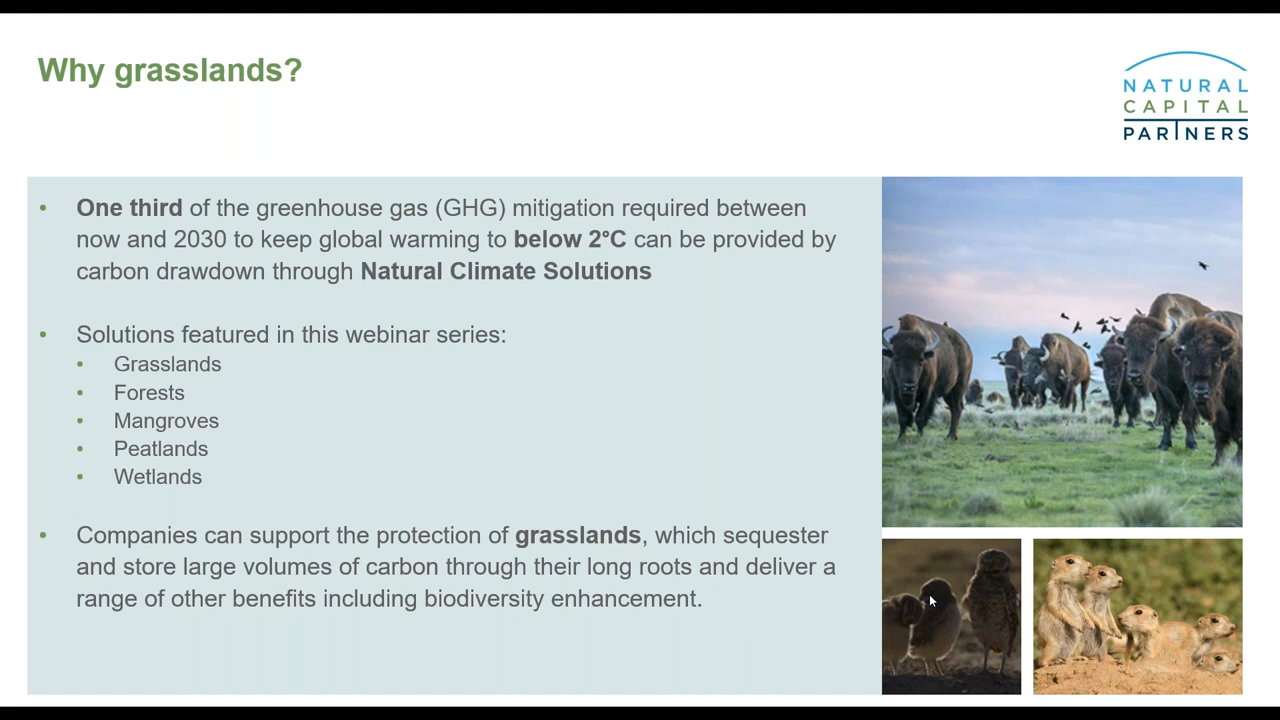 Why grasslands?
NATURAL
CAPITAL
PARTNERS
• One third of the greenhouse gas (GHG) mitigation required between
now and 2030 to keep global warming to below 2°C can be provided by
carbon drawdown through Natural Climate Solutions
• Solutions featured in this webinar series:
• Grasslands
• Forests
• Mangroves
• Peatlands
• Wetlands
• Companies can support the protection of grasslands, which sequester
and store large volumes of carbon through their long roots and deliver a
range of other benefits including biodiversity enhancement.